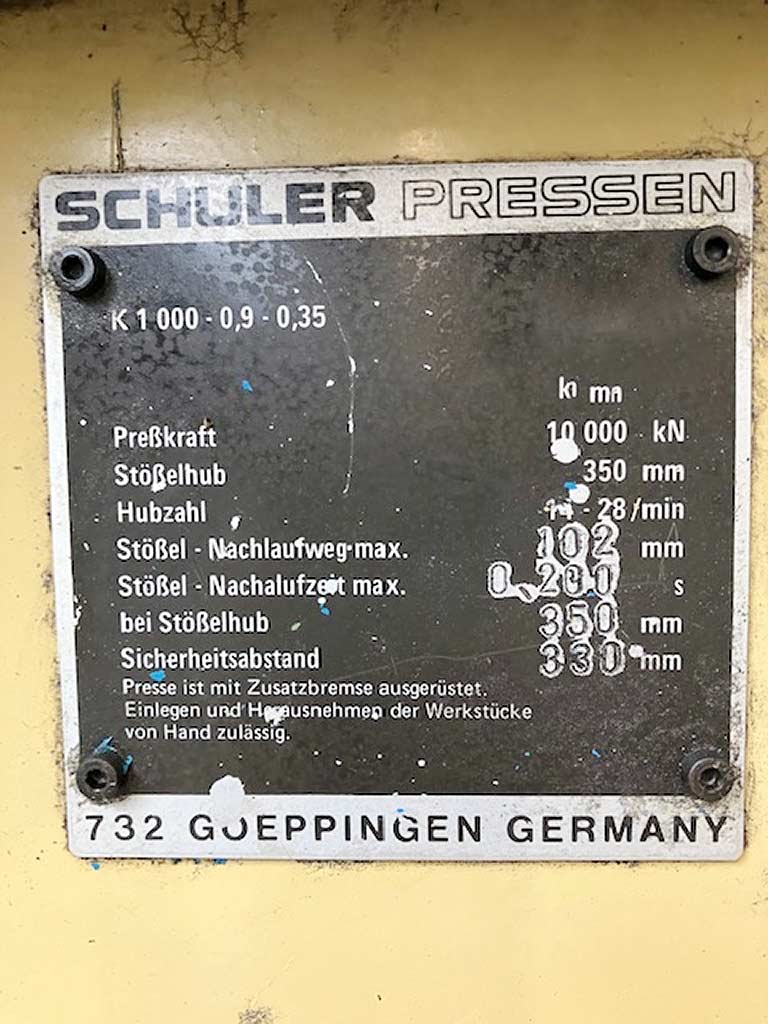 SCHULER PRESSEN
K 1 000 - 0,9 - 0,35
Preßkraft 10 000 kN
Stößelhub 350 mm
Hubzahl 14 - 28 /min
Stößel - Nachlaufweg max. 102 mm
Stößel - Nachalufzeit max. 0.200 s
bei Stößelhub 350 mm
Sicherheitsabstand 330 mm
Presse ist mit Zusatzbremse ausgerüstet.
Einlegen und Herausnehmen der Werkstücke
von Hand zulässig.
732 GOEPPINGEN GERMANY